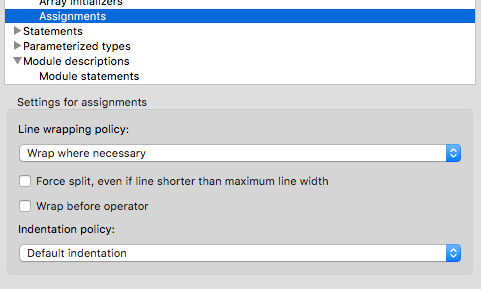 Array initializers
Assignments
Statements
Parameterized types
Module descriptions
Module statements
Settings for assignments
Line wrapping policy:
Wrap where necessary
Force split, even if line shorter than maximum line width
Wrap before operator
Indentation policy:
Default indentation